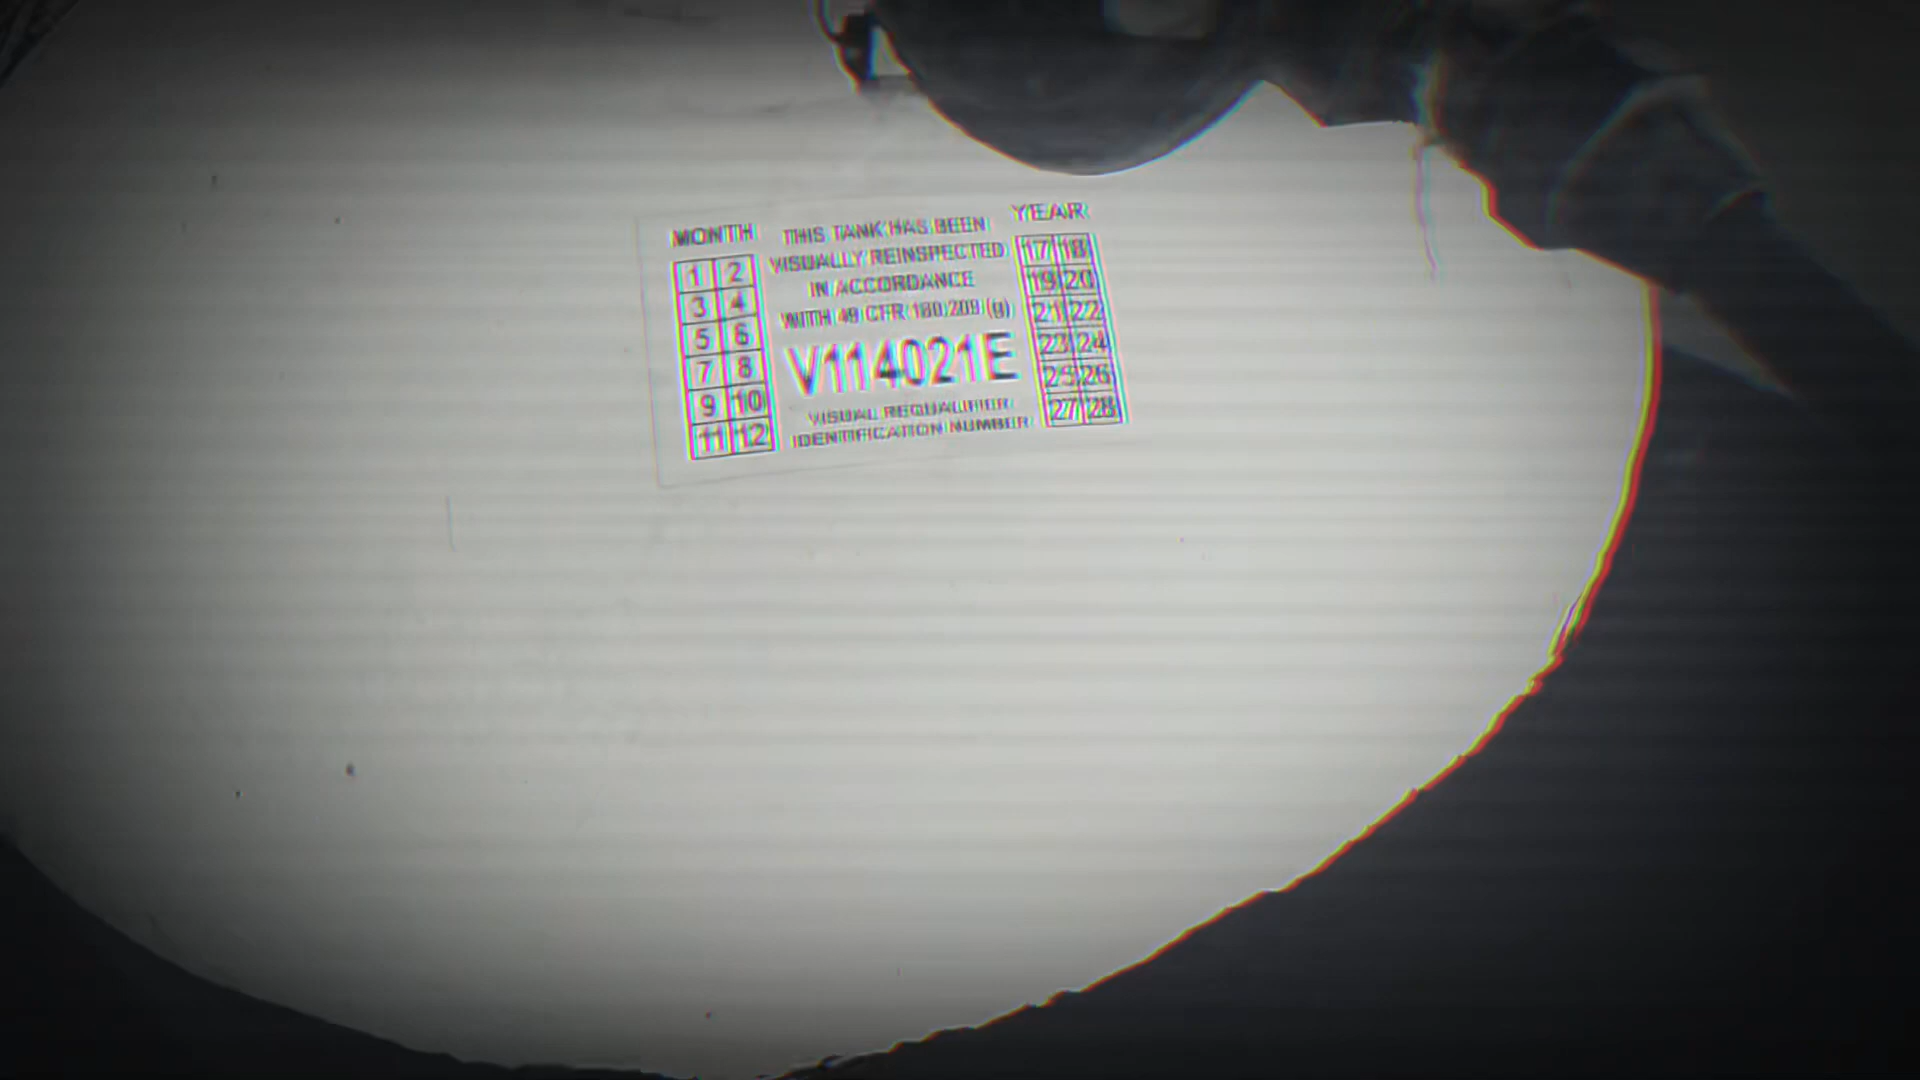 MONTH
1 2
3 4
5 6
7 8
9 10
11 12
THIS TANK HAS BEEN
VISUALLY REINSPECTED
IN ACCORDANCE
WITH 49 CFR 180.209 (g)
V114021E
VISUAL REQUALIFIER
IDENTIFICATION NUMBER
YEAR
17 18
19 20
21 22
23 24
25 26
27 28